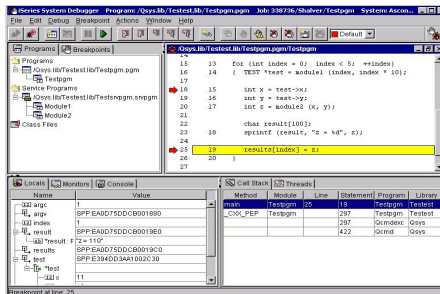 iSeries System Debugger Program: /Qsys.lib/Testest.lib/Testpgm.pgm Job: 338736/Shalver/Testpgm System: Ascon...
File Edit Debug Breakpoint Actions Window Help
Default
Programs Breakpoints
Programs
/Qsys.lib/Testest.lib/Testpgm.pgm
Testpgm
Service Programs
/Qsys.lib/Testest.lib/Testsrvpgm.srvpgm
Module1
Module2
Class Files
/Qsys.lib/Testest.lib/Testpgm.pgm/Testpgm
14
15 13 for (int index = 0; index < 5; ++index)
16 14 { TEST *test = module1 (index, index * 10);
17
18 15 int x = test->x;
19 16 int y = test->y;
20 17 int z = module2 (x, y);
21
22 char result[100];
23 18 sprintf (result, "z = %d", z);
24
25 19 results[index] = z;
26 20 }
27
Locals Monitors Console
Name Value
argc 1
argv SPP:EA0D75DDCB001880
index 1
result SPP:EA0D75DDCB0019E0
*result : F "z = 110"
results SPP:EA0D75DDCB0019C0
test SPP:E394DD3AA1002C30
*test
x 11
Call Stack Threads
Method Module Line Statement Program Library
main Testpgm 25 19 Testpgm Testest
_CXX_PEP Testpgm 297 Testpgm Testest
297 Qcmdexc Qsys
422 Qcmd Qsys
Breakpoint at line: 25